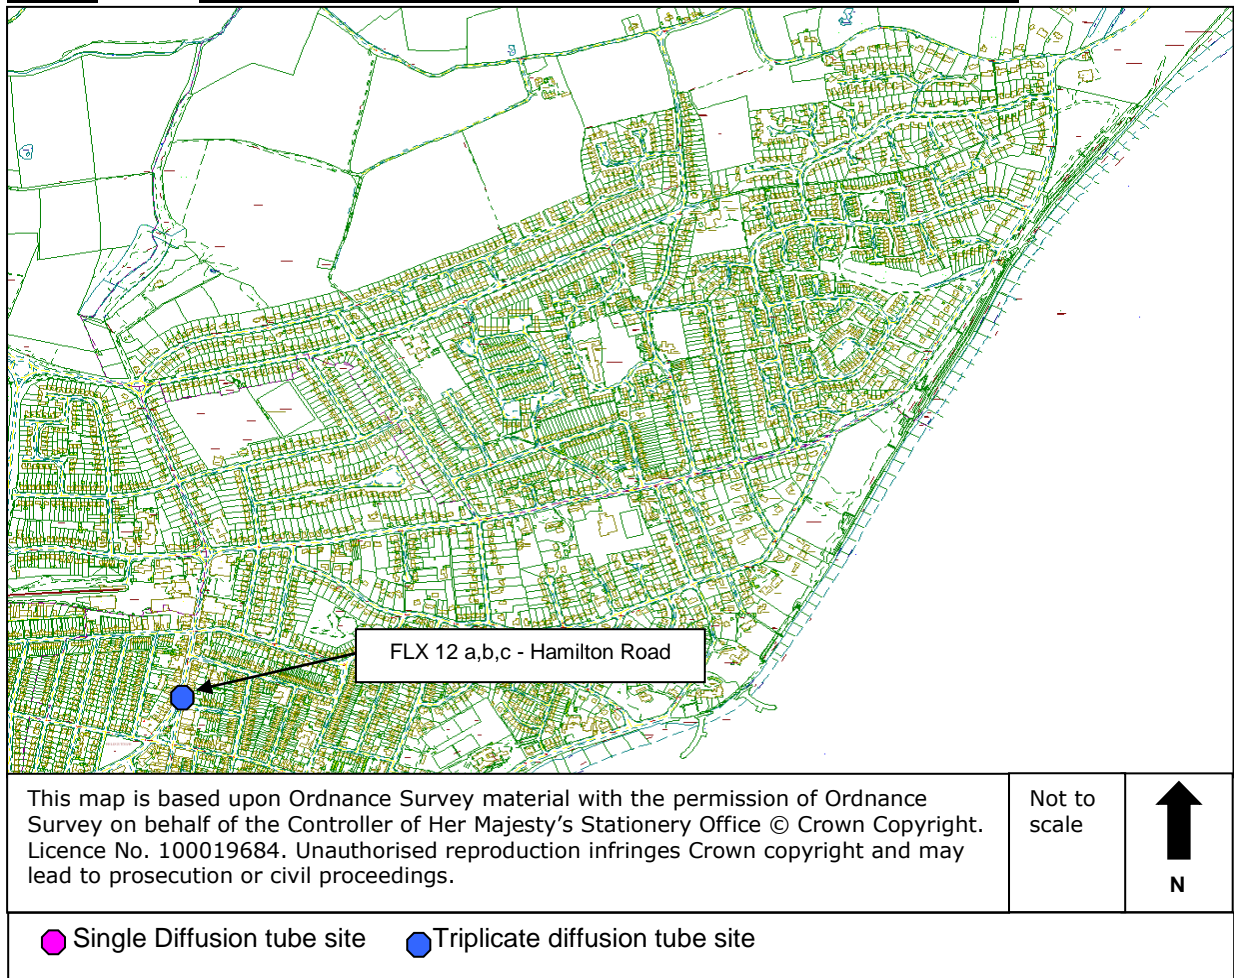 FLX 12 a,b,c - Hamilton Road
This map is based upon Ordnance Survey material with the permission of Ordnance
Survey on behalf of the Controller of Her Majesty's Stationery Office © Crown Copyright.
Licence No. 100019684. Unauthorised reproduction infringes Crown copyright and may
lead to prosecution or civil proceedings.
Not to
scale
N
Single Diffusion tube site
Triplicate diffusion tube site